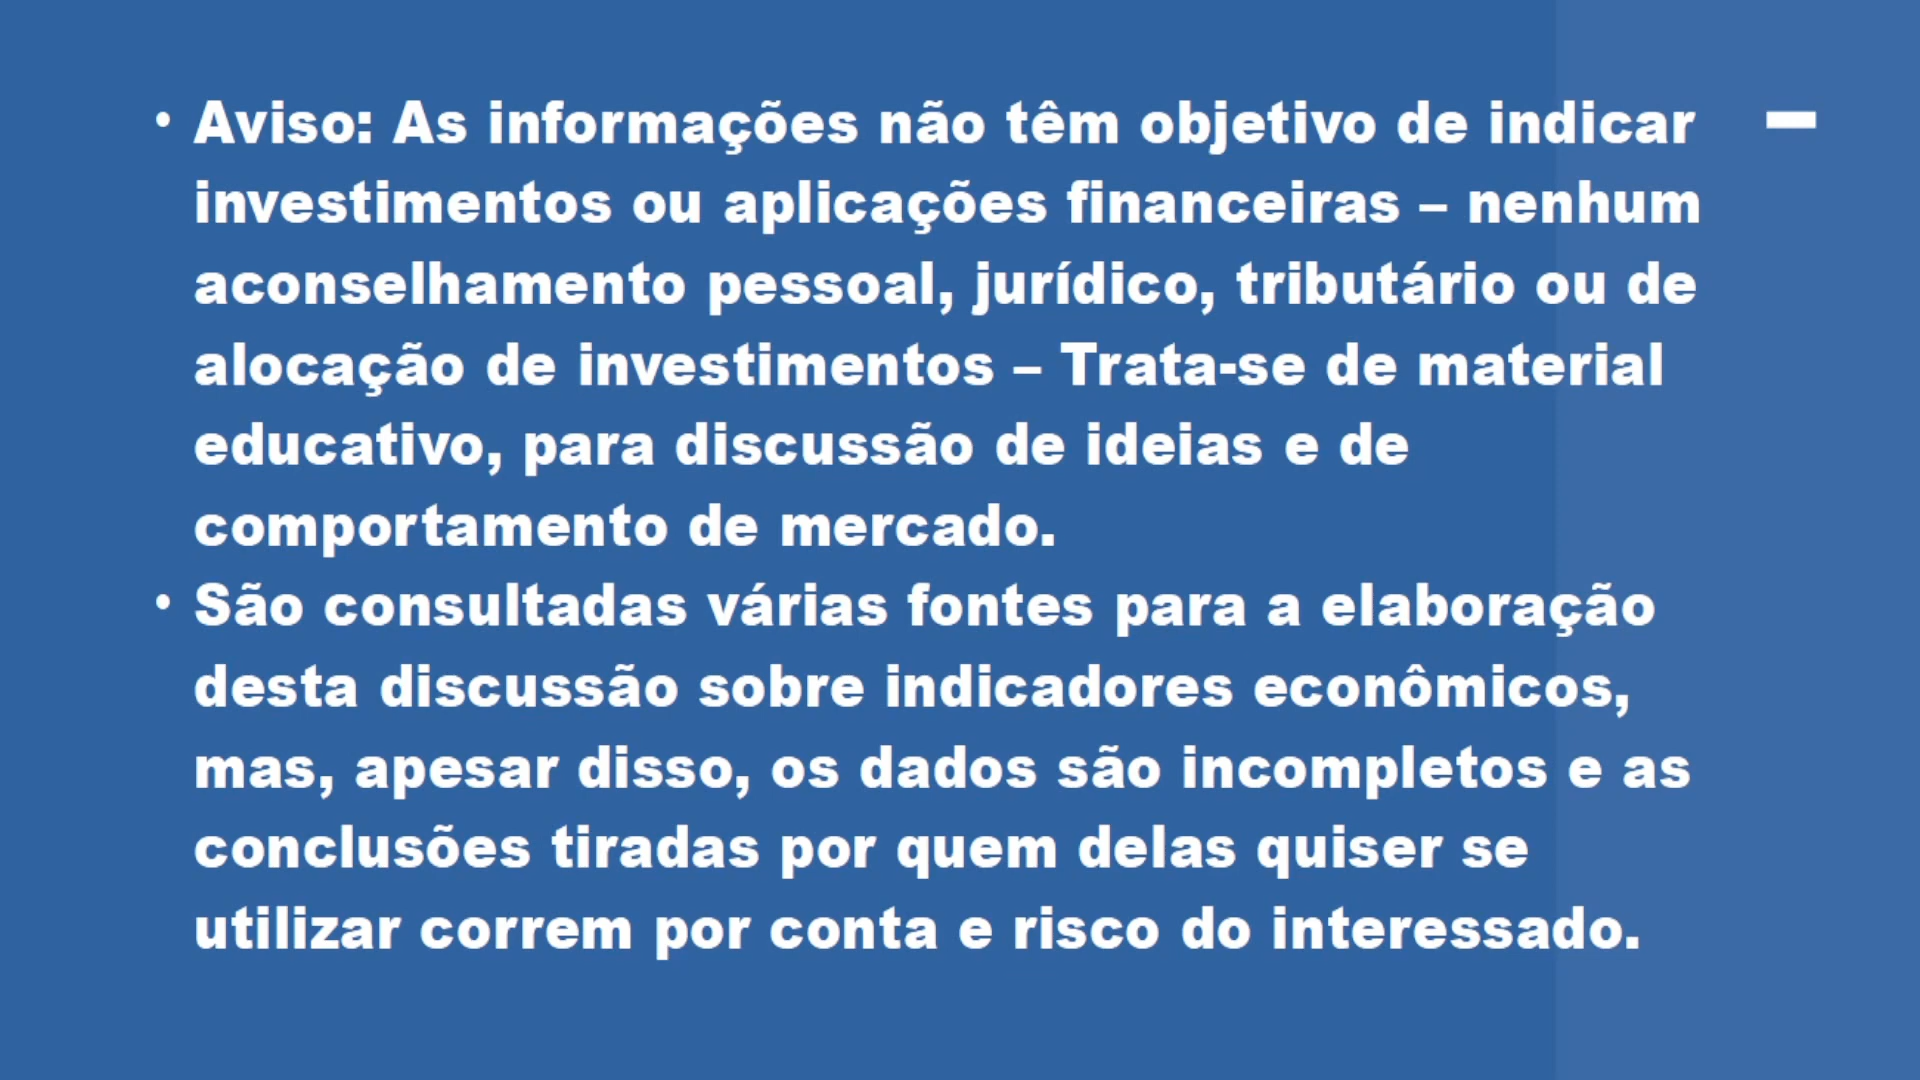 • Aviso: As informações não têm objetivo de indicar
investimentos ou aplicações financeiras – nenhum
aconselhamento pessoal, jurídico, tributário ou de
alocação de investimentos – Trata-se de material
educativo, para discussão de ideias e de
comportamento de mercado.
• São consultadas várias fontes para a elaboração
desta discussão sobre indicadores econômicos,
mas, apesar disso, os dados são incompletos e as
conclusões tiradas por quem delas quiser se
utilizar correm por conta e risco do interessado.